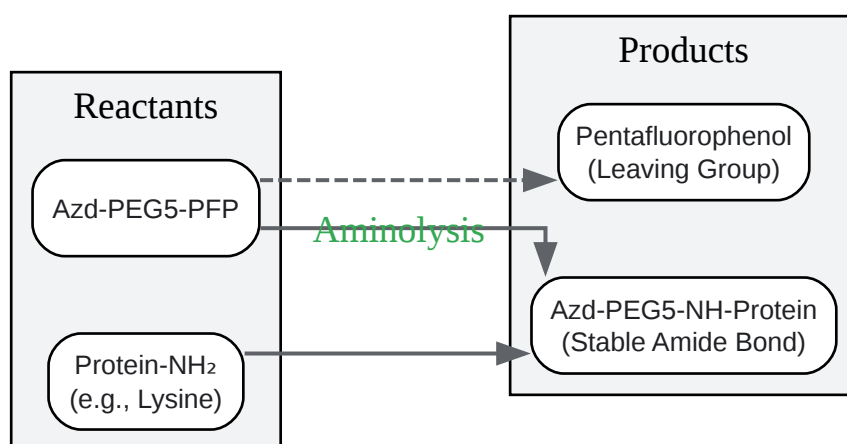 Reactants
Azd-PEG5-PFP
Protein-NH₂
(e.g., Lysine)
Aminolysis
Products
Pentafluorophenol
(Leaving Group)
Azd-PEG5-NH-Protein
(Stable Amide Bond)